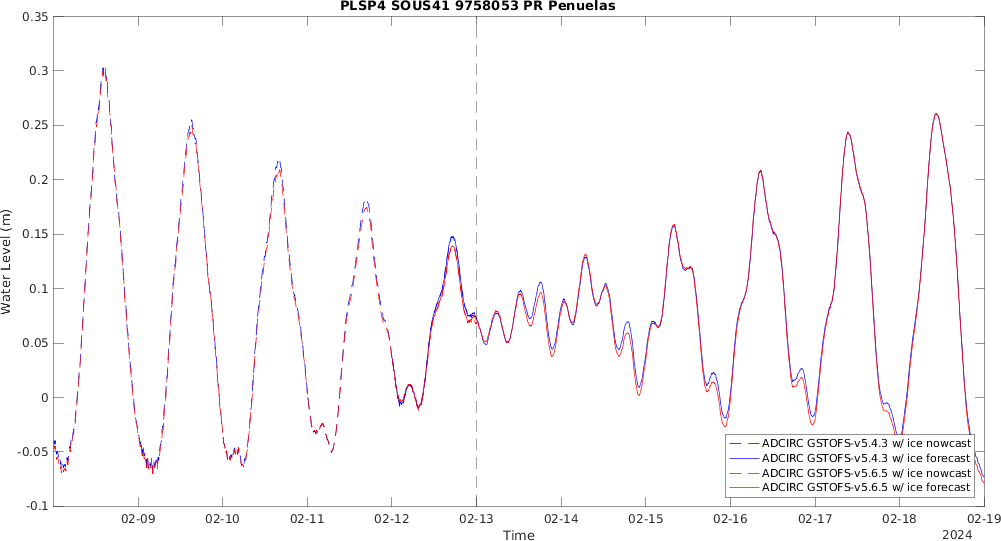 PLSP4 SOUS41 9758053 PR Penuelas
0.35
0.3
0.25
0.2
0.15
0.1
0.05
0
-0.05
-0.1
Water Level (m)
ADCIRC GSTOFS-v5.4.3 w/ ice nowcast
ADCIRC GSTOFS-v5.4.3 w/ ice forecast
ADCIRC GSTOFS-v5.6.5 w/ ice nowcast
ADCIRC GSTOFS-v5.6.5 w/ ice forecast
02-09 02-10 02-11 02-12 02-13 02-14 02-15 02-16 02-17 02-18 02-19
Time
2024